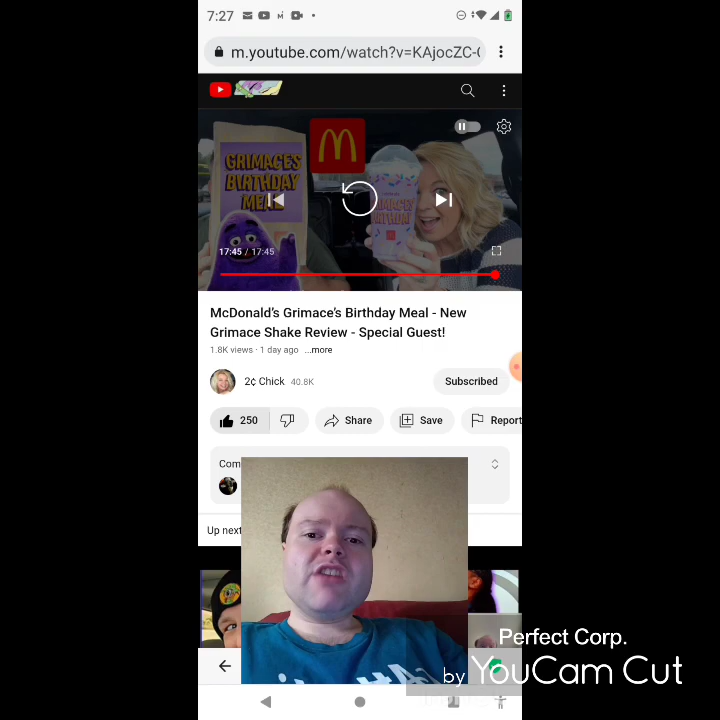 7:27
m.youtube.com/watch?v=KAjocZC-
GRIMACE'S
BIRTHDAY
MEAL
17:45 / 17:45
McDonald's Grimace's Birthday Meal - New
Grimace Shake Review - Special Guest!
1.8K views · 1 day ago ...more
2¢ Chick 40.8K
Subscribed
250
Share
Save
Report
Com
Up next
Perfect Corp.
by YouCam Cut